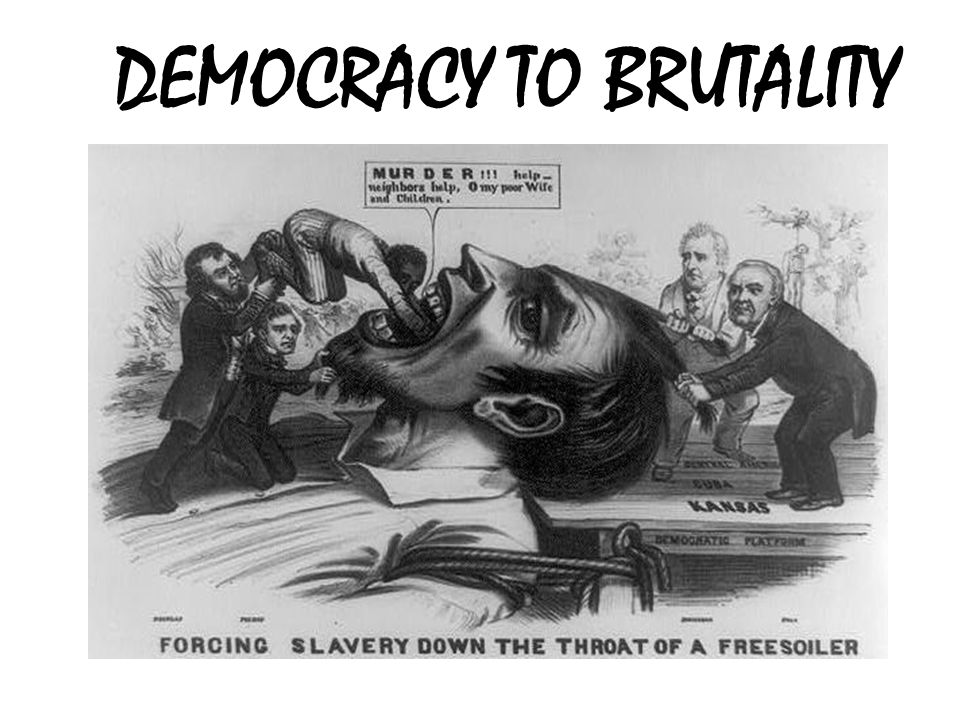 DEMOCRACY TO BRUTALITY
MURDER!!! help_
neighbors help, O my poor Wife
and Children.
CENTRAL AMERICA
CUBA
KANSAS
DEMOCRATIC PLATFORM
FORCING SLAVERY DOWN THE THROAT OF A FREESOILER